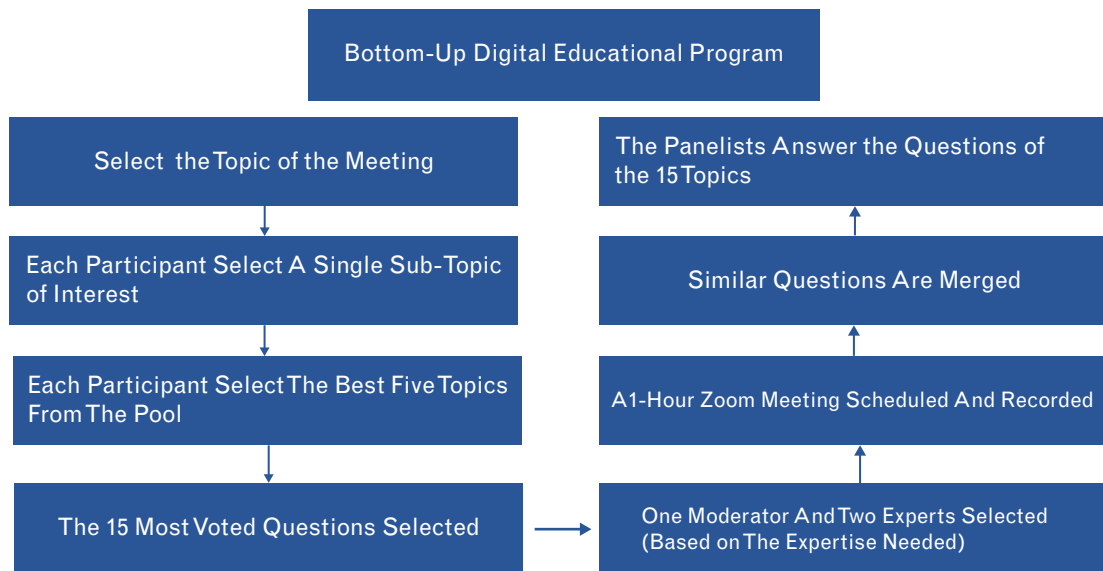 Bottom-Up Digital Educational Program
Select the Topic of the Meeting
Each Participant Select A Single Sub-Topic
of Interest
Each Participant Select The Best Five Topics
From The Pool
The 15 Most Voted Questions Selected
One Moderator And Two Experts Selected
(Based on The Expertise Needed)
A 1-Hour Zoom Meeting Scheduled And Recorded
Similar Questions Are Merged
The Panelists Answer the Questions of
the 15 Topics